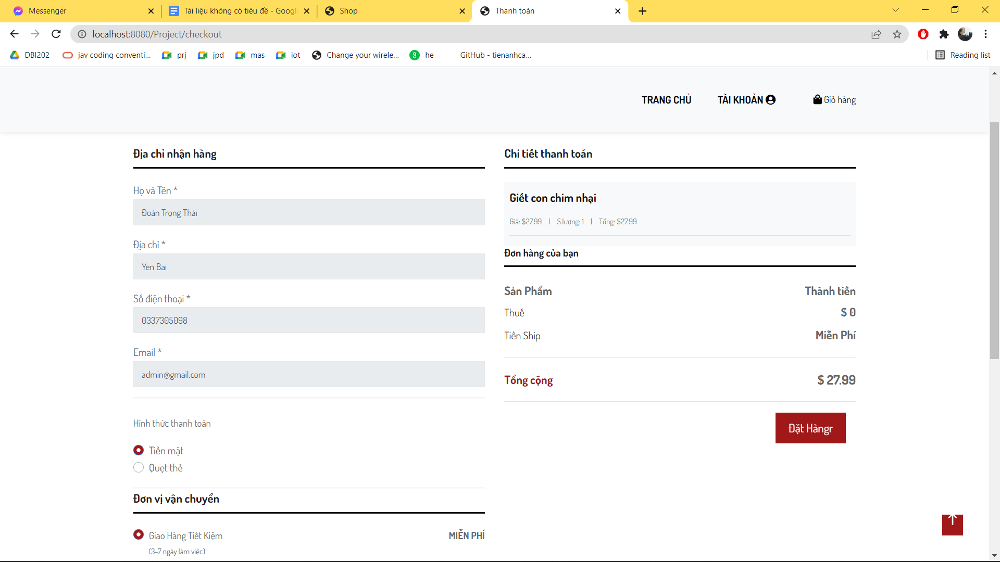 Messenger
Tài liệu không có tiêu đề - Googl
Shop
Thanh toán
localhost:8080/Project/checkout
DBI202
jav coding conventi...
prj
jpd
mas
iot
Change your wirele...
he
GitHub - tienanhca...
Reading list
TRANG CHỦ
TÀI KHOẢN
Giỏ hàng
Địa chỉ nhận hàng
Họ và Tên *
Đoàn Trọng Thái
Địa chỉ *
Yen Bai
Số điện thoại *
0337305098
Email *
admin@gmail.com
Hình thức thanh toán
Tiền mặt
Quẹt thẻ
Đơn vị vận chuyển
Giao Hàng Tiết Kiệm MIỄN PHÍ
(3-7 ngày làm việc)
Chi tiết thanh toán
Giết con chim nhại
Giá: $27.99 | S.lượng: 1 | Tổng: $27.99
Đơn hàng của bạn
Sản Phẩm Thành tiền
Thuế $ 0
Tiền Ship Miễn Phí
Tổng cộng $ 27.99
Đặt Hàngr